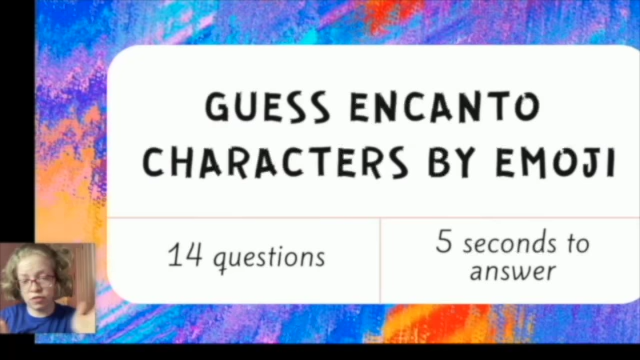 GUESS ENCANTO
CHARACTERS BY EMOJI
14 questions
5 seconds to
answer